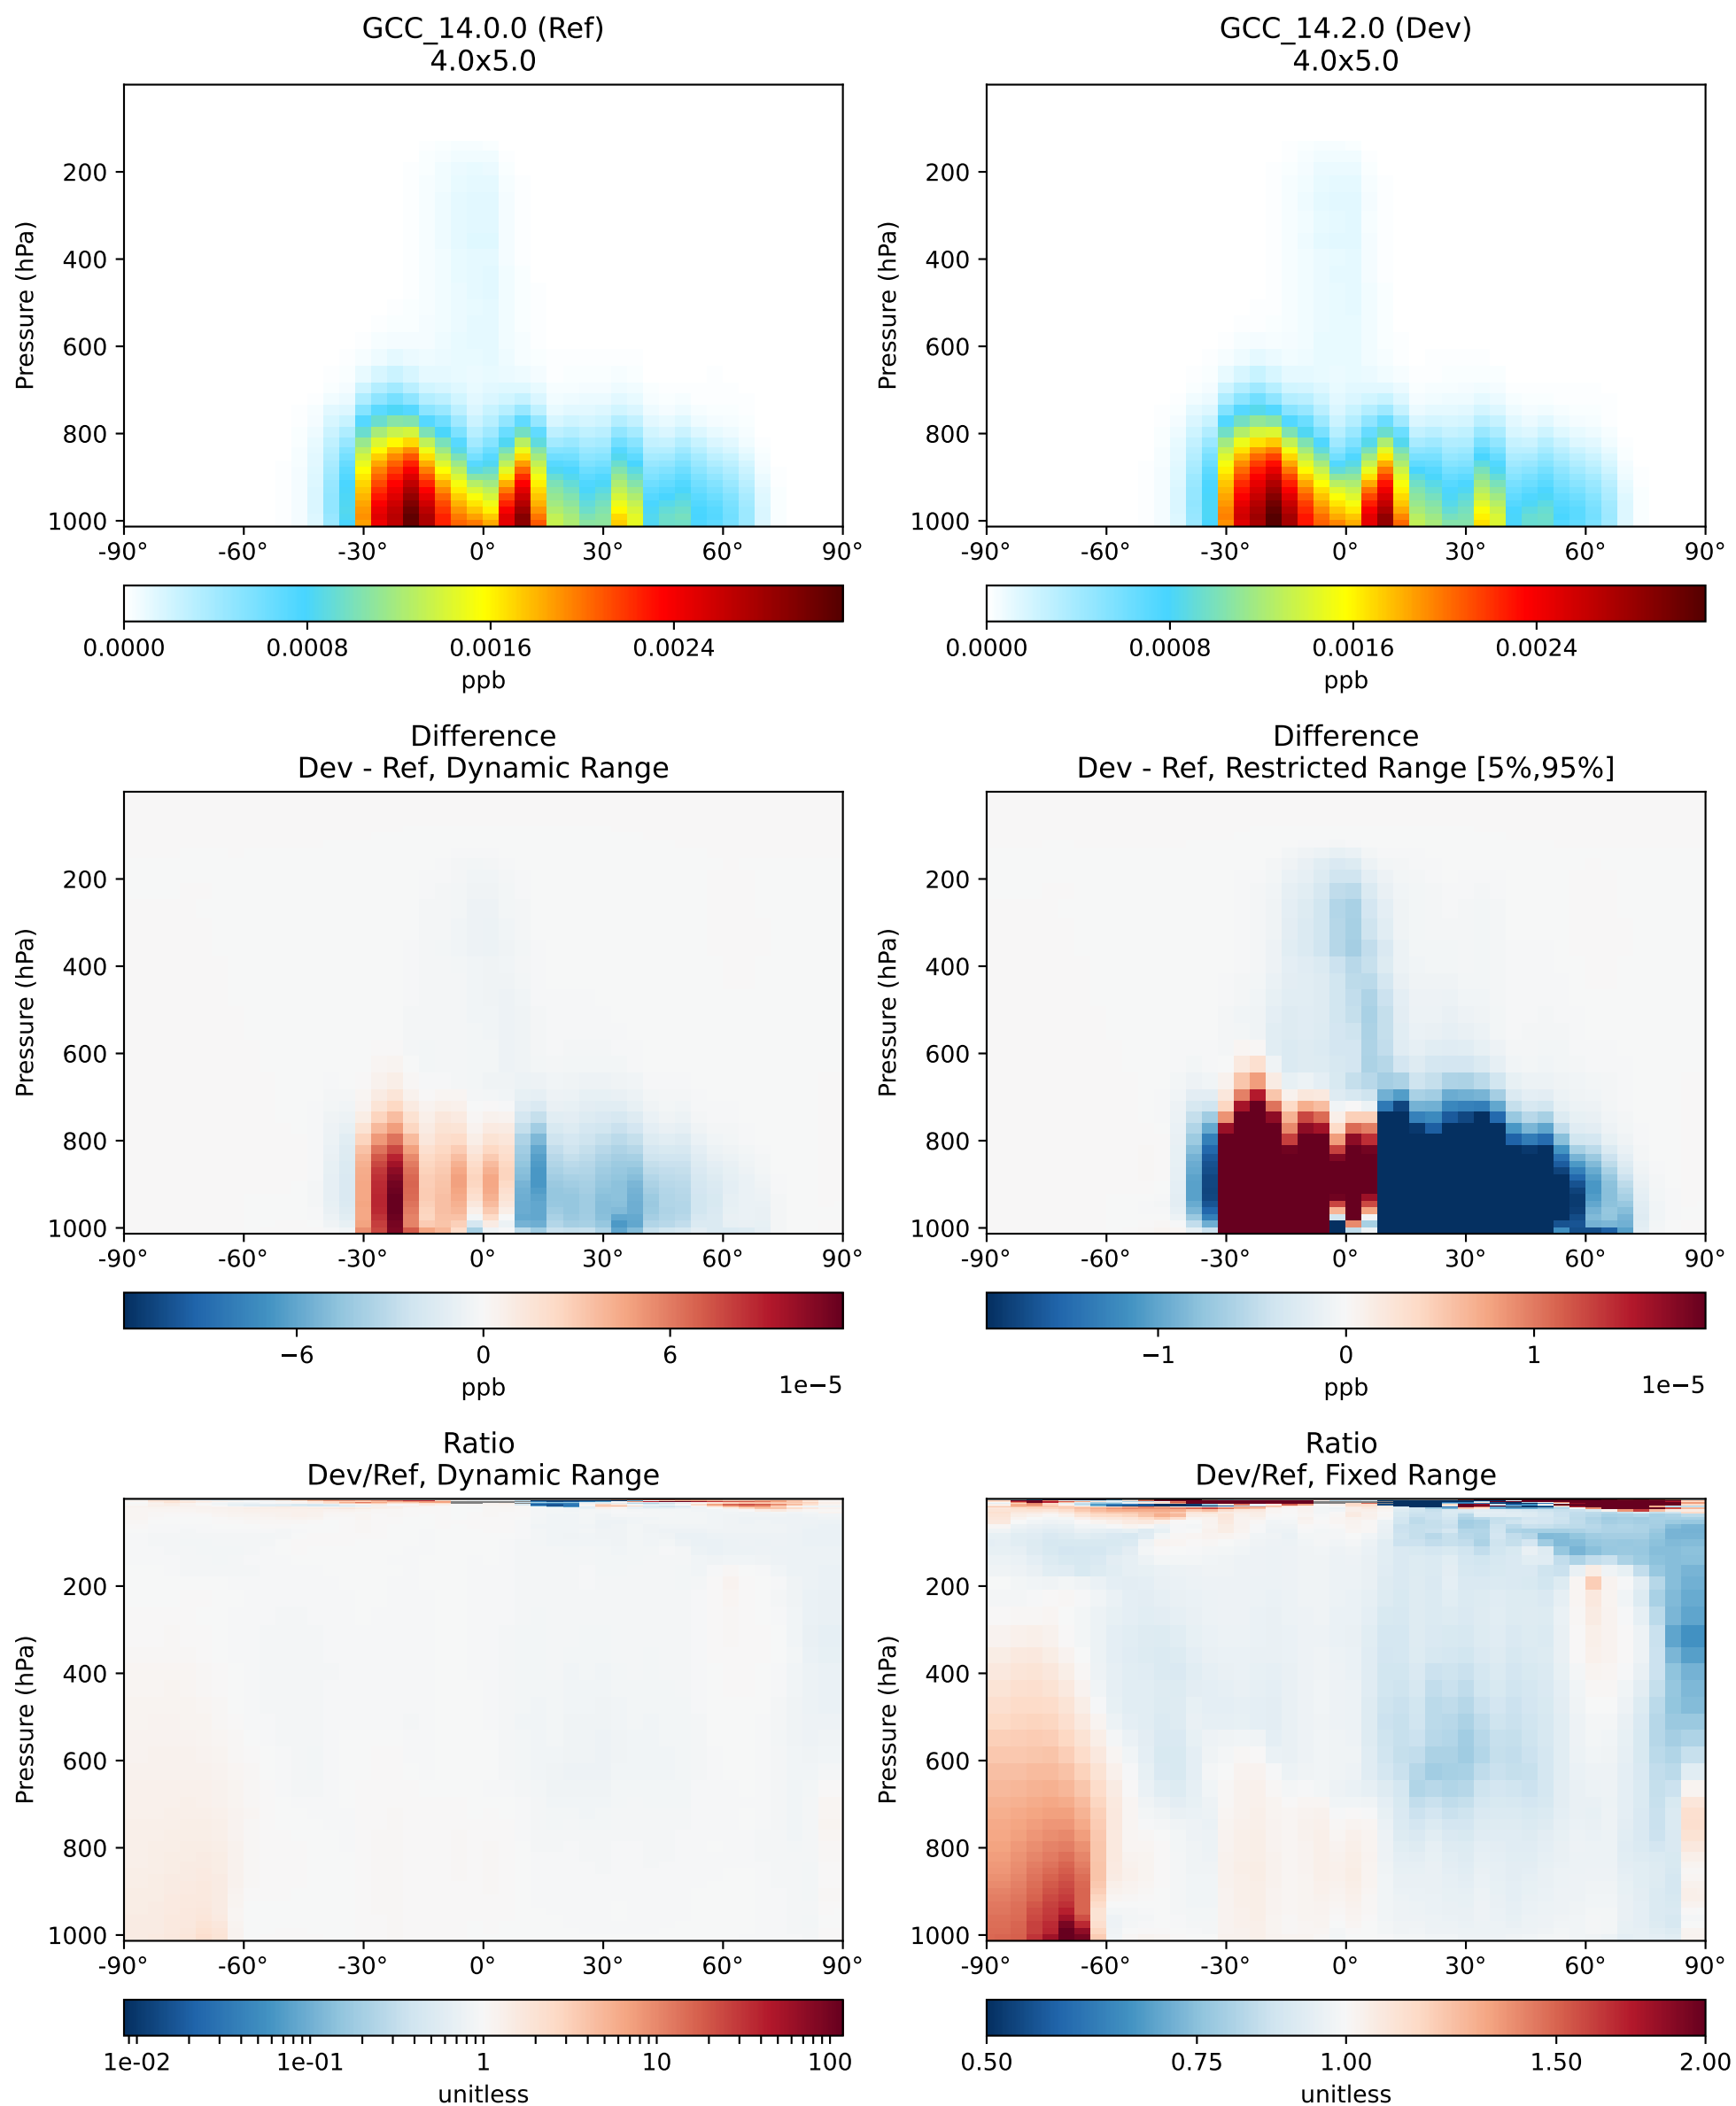 GCC_14.0.0 (Ref)
4.0x5.0
Pressure (hPa)
200
400
600
800
1000
-90° -60° -30° 0° 30° 60° 90°
0.0000 0.0008 0.0016 0.0024
ppb
GCC_14.2.0 (Dev)
4.0x5.0
Pressure (hPa)
200
400
600
800
1000
-90° -60° -30° 0° 30° 60° 90°
0.0000 0.0008 0.0016 0.0024
ppb
Difference
Dev - Ref, Dynamic Range
Pressure (hPa)
200
400
600
800
1000
-90° -60° -30° 0° 30° 60° 90°
−6 0 6
ppb 1e−5
Difference
Dev - Ref, Restricted Range [5%,95%]
Pressure (hPa)
200
400
600
800
1000
-90° -60° -30° 0° 30° 60° 90°
−1 0 1
ppb 1e−5
Ratio
Dev/Ref, Dynamic Range
Pressure (hPa)
200
400
600
800
1000
-90° -60° -30° 0° 30° 60° 90°
1e-02 1e-01 1 10 100
unitless
Ratio
Dev/Ref, Fixed Range
Pressure (hPa)
200
400
600
800
1000
-90° -60° -30° 0° 30° 60° 90°
0.50 0.75 1.00 1.50 2.00
unitless